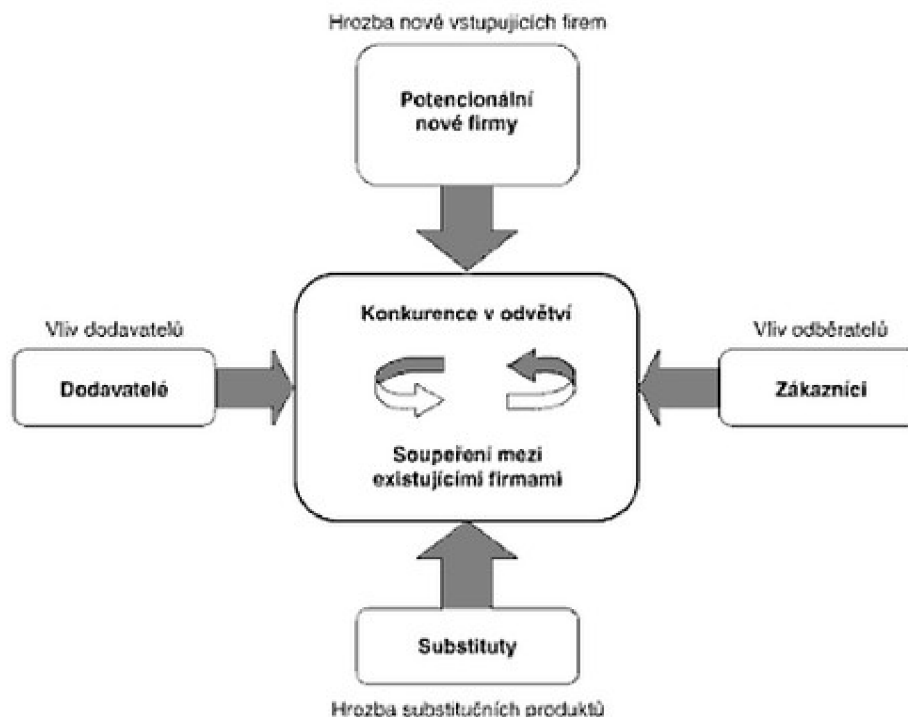 Hrozba nově vstupujících firem
Potencionální
nové firmy
Konkurence v odvětví
Vliv dodavatelů
Dodavatelé
Vliv odběratelů
Zákazníci
Soupeření mezi
existujícími firmami
Substituty
Hrozba substitučních produktů